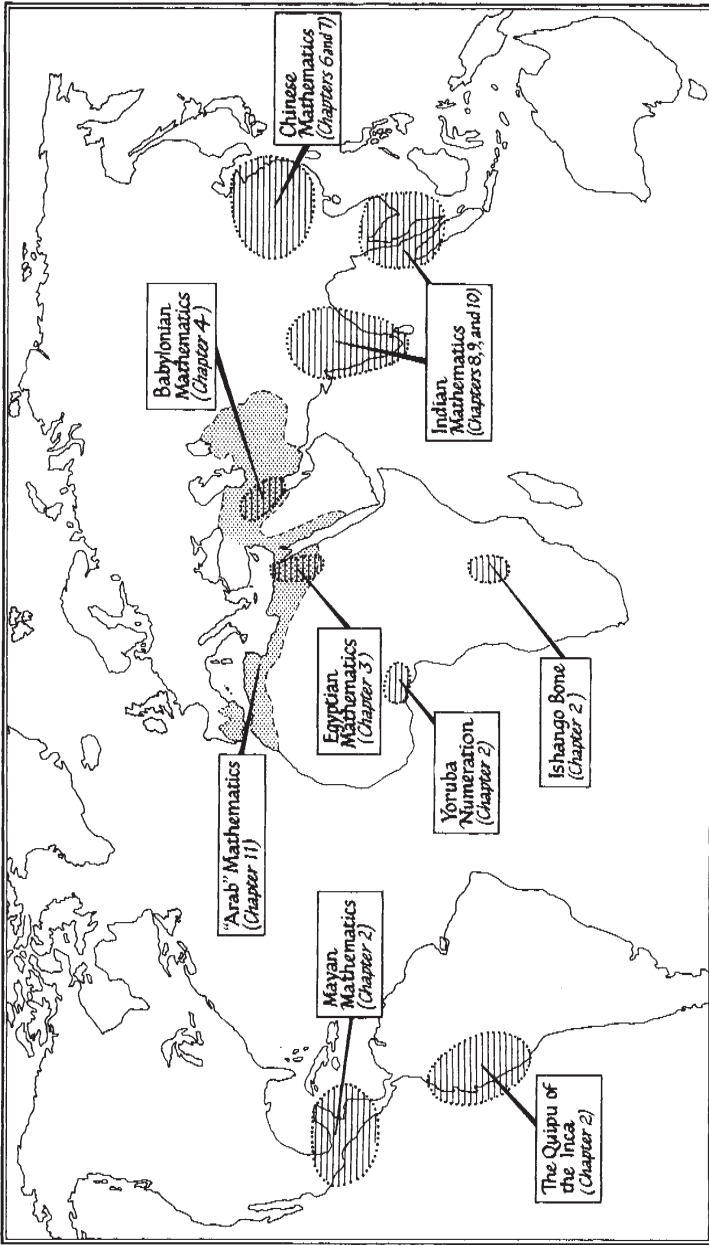 Chinese
Mathematics
(Chapters 6 and 7)
Babylonian
Mathematics
(Chapter 4)
Indian
Mathematics
(Chapters 8, 9, and 10)
"Arab" Mathematics
(Chapter 11)
Egyptian
Mathematics
(Chapter 3)
Yoruba
Numeration
(Chapter 2)
Ishango Bone
(Chapter 2)
Mayan
Mathematics
(Chapter 2)
The Quipu of
the Inca
(Chapter 2)